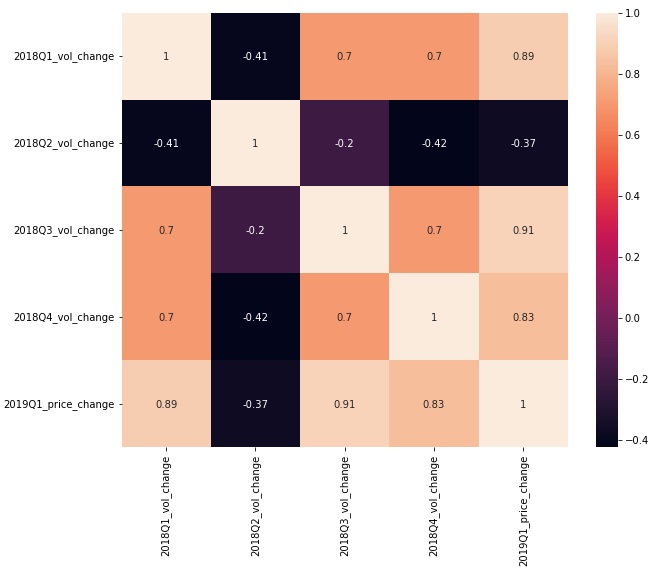 2018Q1_vol_change 1 -0.41 0.7 0.7 0.89
2018Q2_vol_change -0.41 1 -0.2 -0.42 -0.37
2018Q3_vol_change 0.7 -0.2 1 0.7 0.91
2018Q4_vol_change 0.7 -0.42 0.7 1 0.83
2019Q1_price_change 0.89 -0.37 0.91 0.83 1
2018Q1_vol_change
2018Q2_vol_change
2018Q3_vol_change
2018Q4_vol_change
2019Q1_price_change
1.0
0.8
0.6
0.4
0.2
0.0
−0.2
−0.4